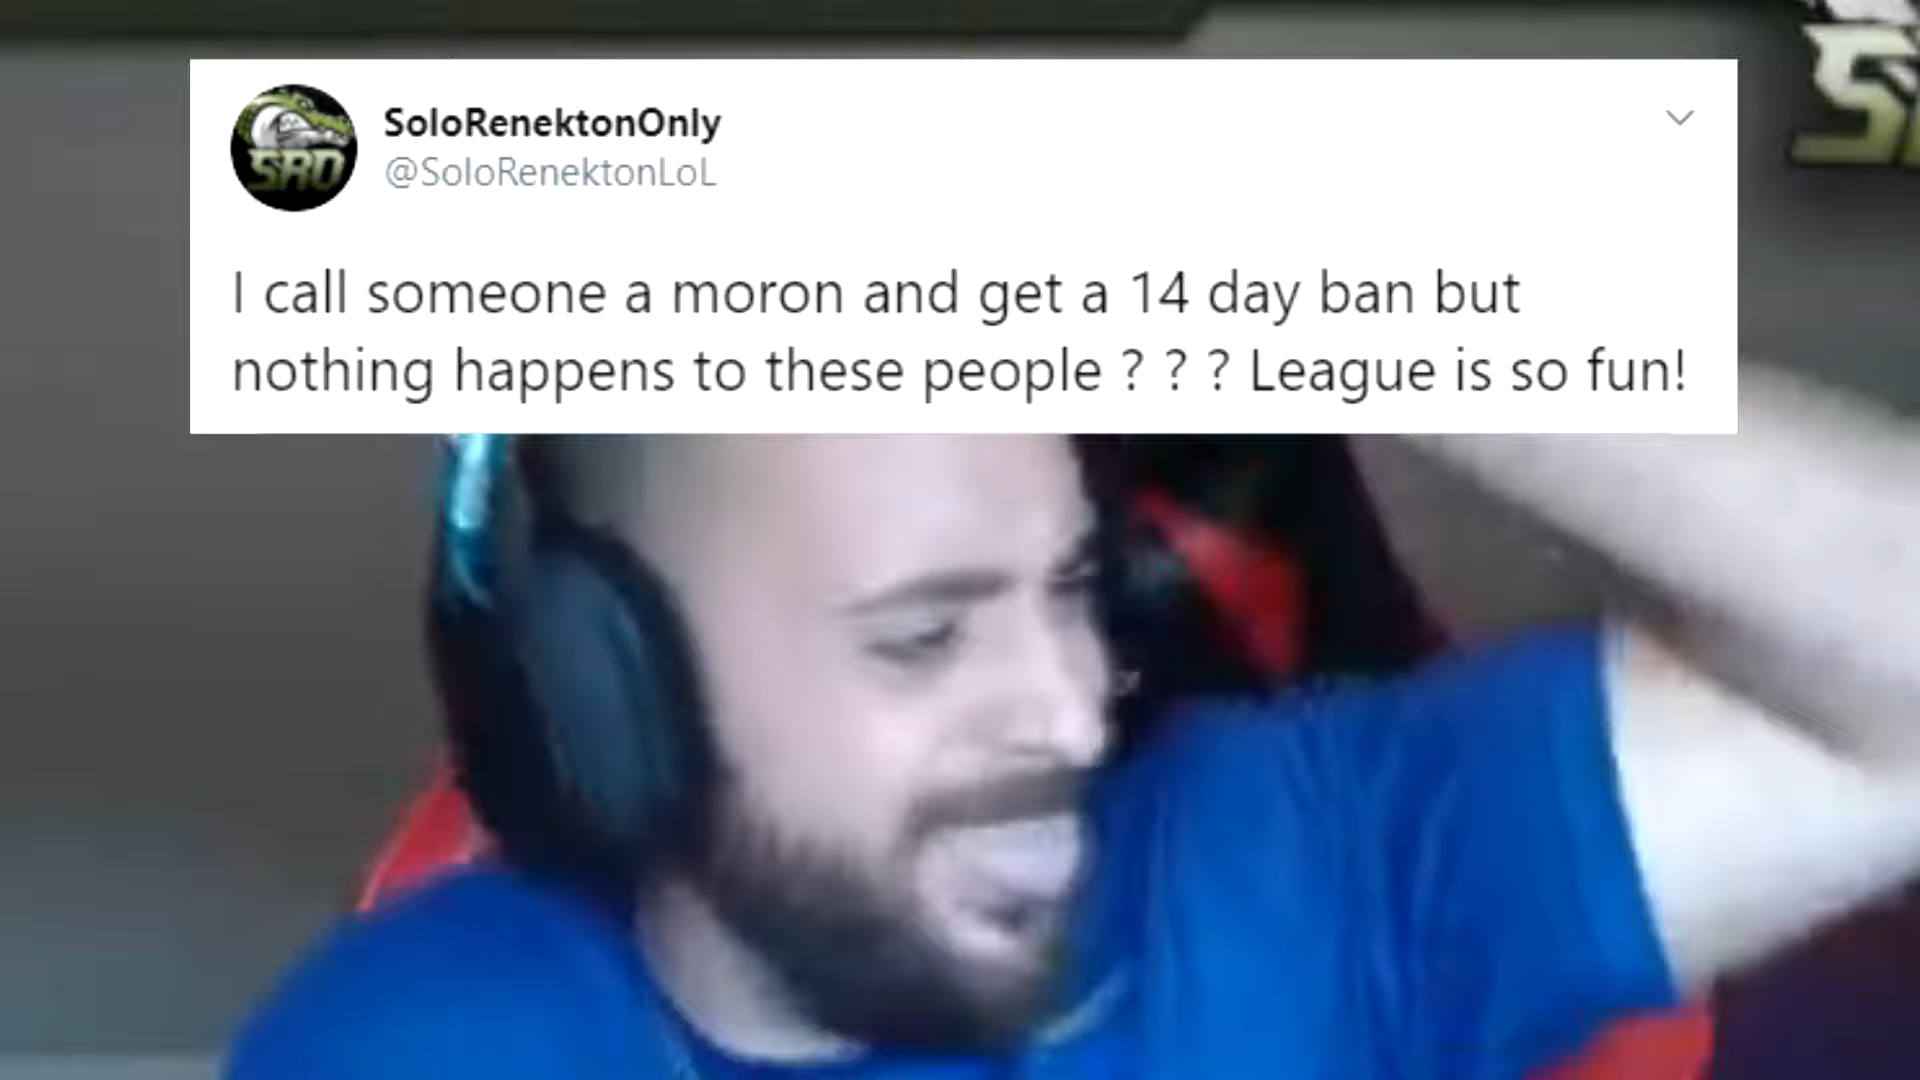 SRO
SoloRenektonOnly
@SoloRenektonLoL
I call someone a moron and get a 14 day ban but
nothing happens to these people ? ? ? League is so fun!